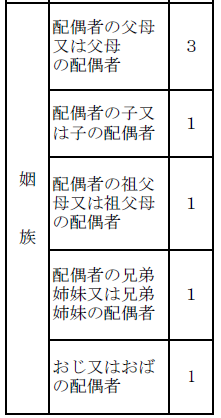 姻族
配偶者の父母
又は父母
の配偶者
3
配偶者の子又
は子の配偶者
1
配偶者の祖父
母又は祖父母
の配偶者
1
配偶者の兄弟
姉妹又は兄弟
姉妹の配偶者
1
おじ又はおば
の配偶者
1